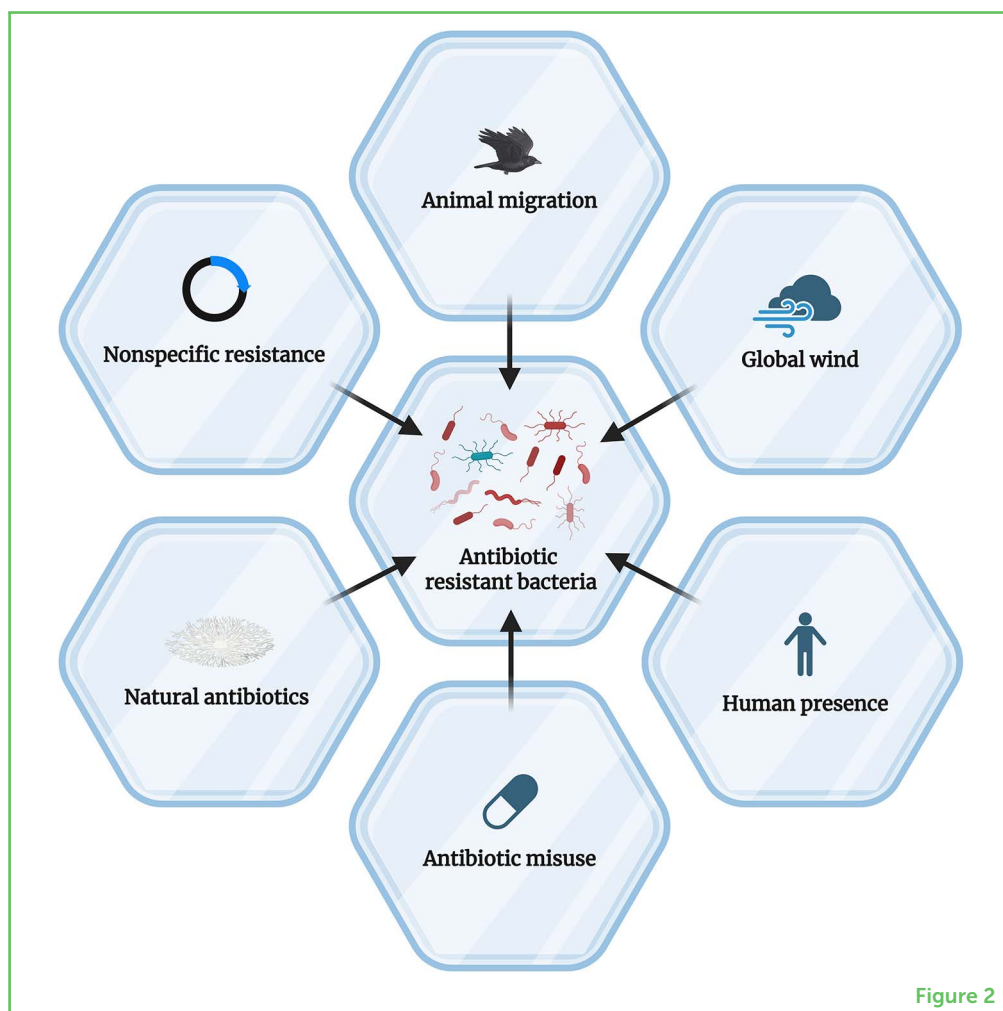 Animal migration
Nonspecific resistance
Global wind
Antibiotic
resistant bacteria
Natural antibiotics
Human presence
Antibiotic misuse
Figure 2